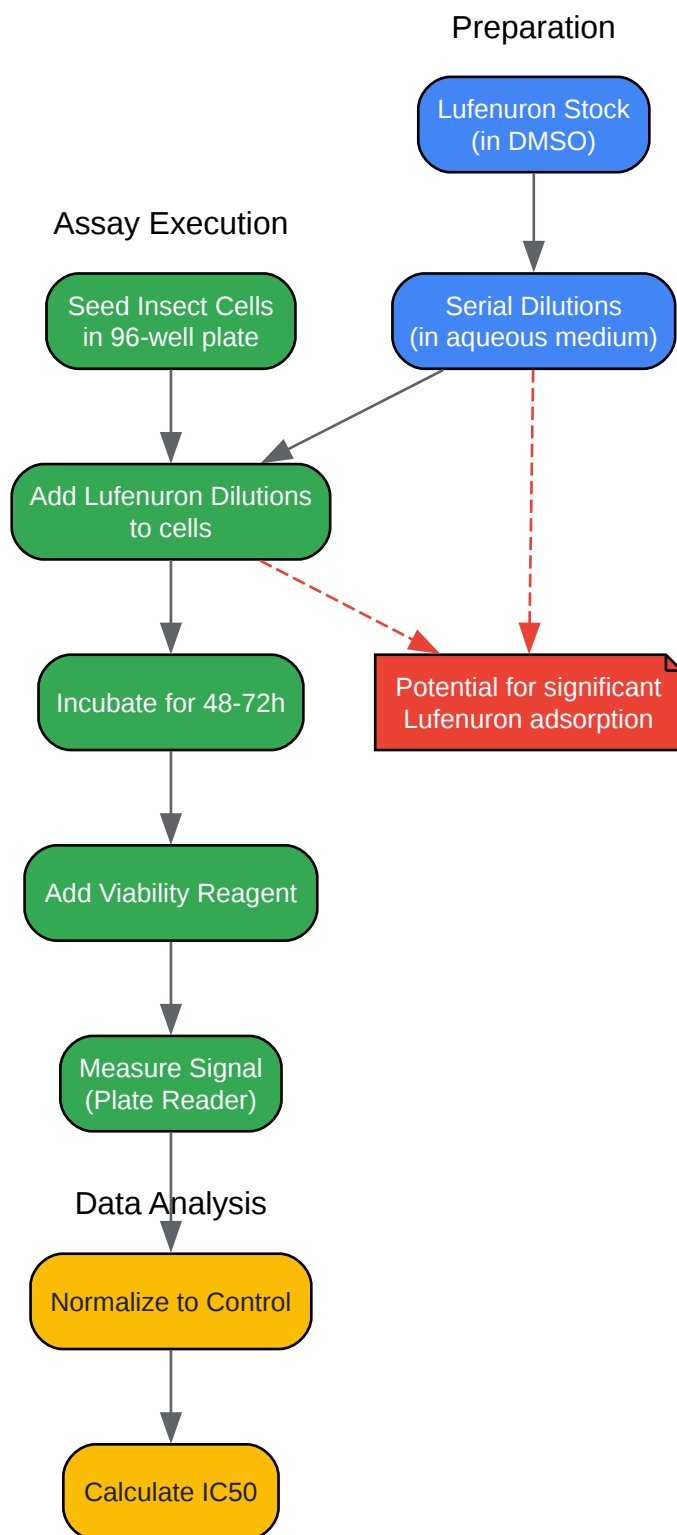 Preparation
Lufenuron Stock
(in DMSO)
Assay Execution
Seed Insect Cells
in 96-well plate
Serial Dilutions
(in aqueous medium)
Add Lufenuron Dilutions
to cells
Incubate for 48-72h
Potential for significant
Lufenuron adsorption
Add Viability Reagent
Measure Signal
(Plate Reader)
Data Analysis
Normalize to Control
Calculate IC50